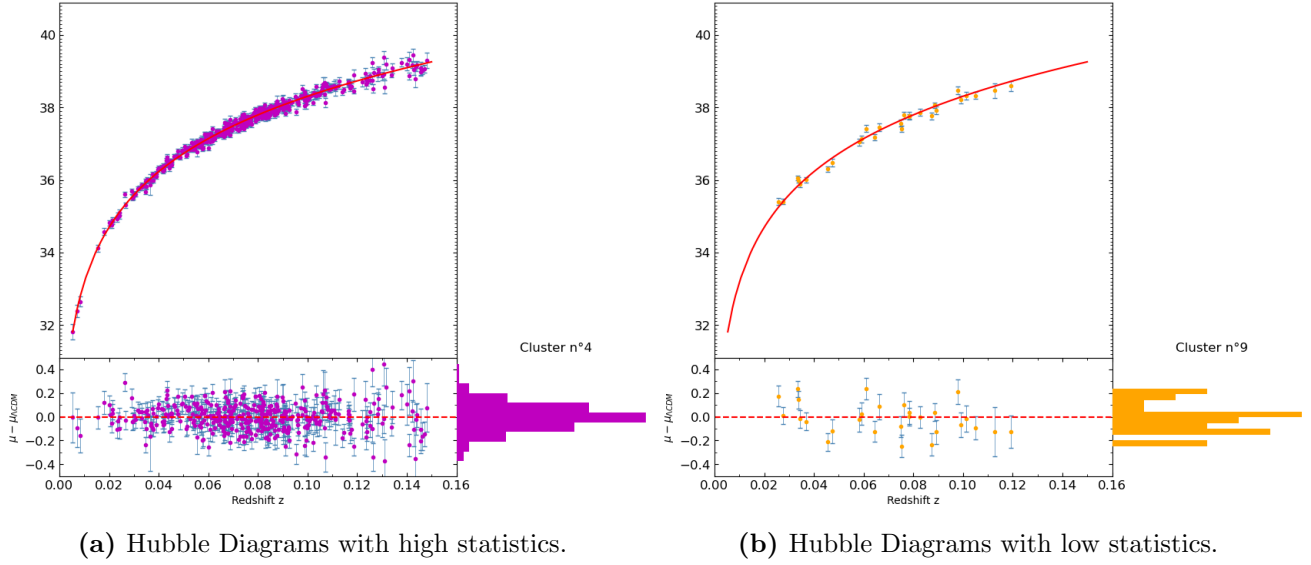 40
38
36
34
32
Cluster n°4
0.4
0.2
0.0
−0.2
−0.4
μ − μΛCDM
0.00 0.02 0.04 0.06 0.08 0.10 0.12 0.14 0.16
Redshift z
(a) Hubble Diagrams with high statistics.
40
38
36
34
32
Cluster n°9
0.4
0.2
0.0
−0.2
−0.4
μ − μΛCDM
0.00 0.02 0.04 0.06 0.08 0.10 0.12 0.14 0.16
Redshift z
(b) Hubble Diagrams with low statistics.